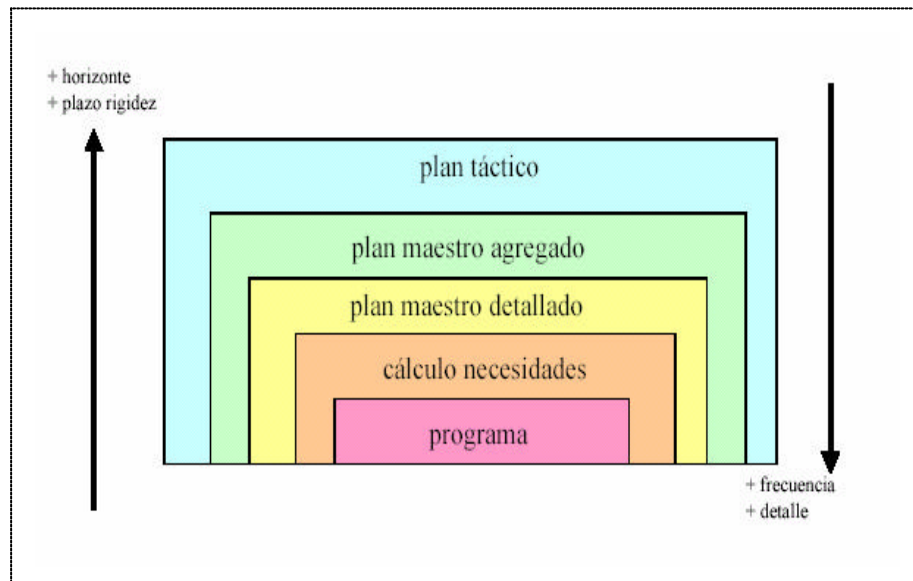 + horizonte
+ plazo rigidez
plan táctico
plan maestro agregado
plan maestro detallado
cálculo necesidades
programa
+ frecuencia
+ detalle